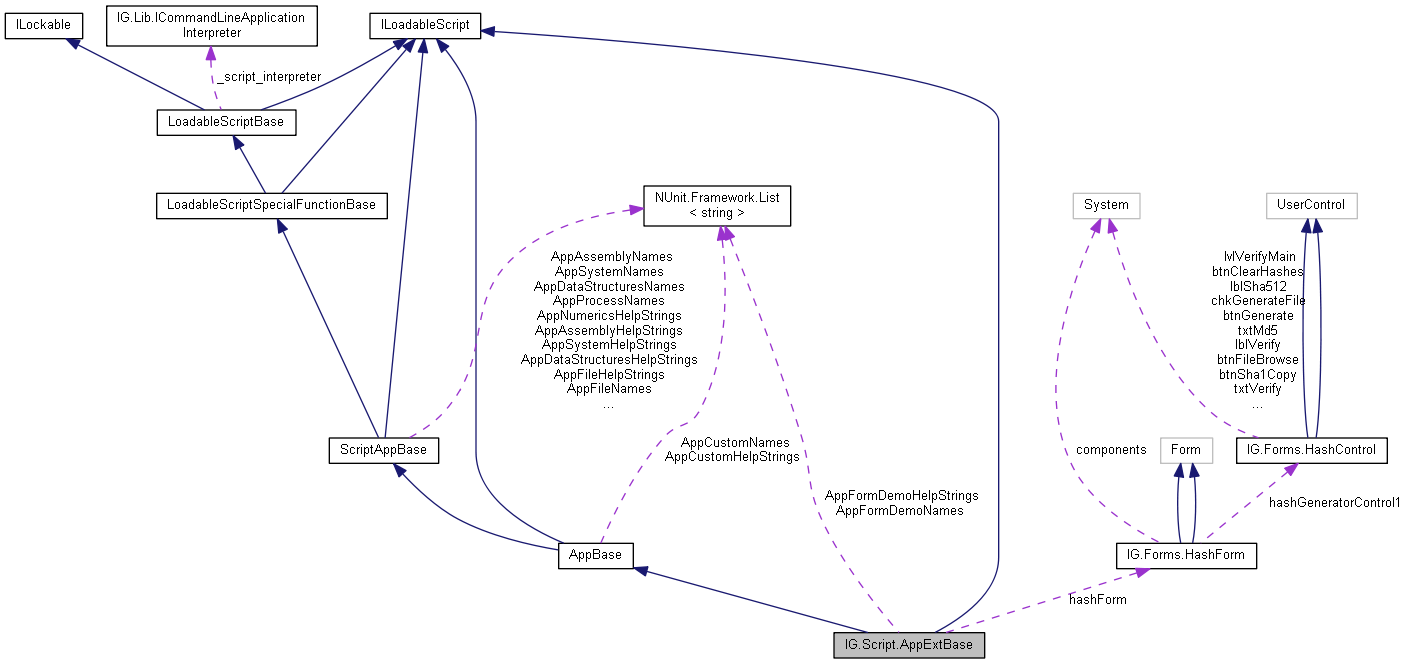 ILockable
IG.Lib.ICommandLineApplication
Interpreter
ILoadableScript
_script_interpreter
LoadableScriptBase
LoadableScriptSpecialFunctionBase
NUnit.Framework.List
< string >
System
UserControl
AppAssemblyNames
AppSystemNames
AppDataStructuresNames
AppProcessNames
AppNumericsHelpStrings
AppAssemblyHelpStrings
AppSystemHelpStrings
AppDataStructuresHelpStrings
AppFileHelpStrings
AppFileNames
...
lvlVerifyMain
btnClearHashes
lblSha512
chkGenerateFile
btnGenerate
txtMd5
lblVerify
btnFileBrowse
btnSha1Copy
txtVerify
...
ScriptAppBase
AppCustomNames
AppCustomHelpStrings
components
Form
IG.Forms.HashControl
AppFormDemoHelpStrings
AppFormDemoNames
hashGeneratorControl1
AppBase
IG.Forms.HashForm
hashForm
IG.Script.AppExtBase